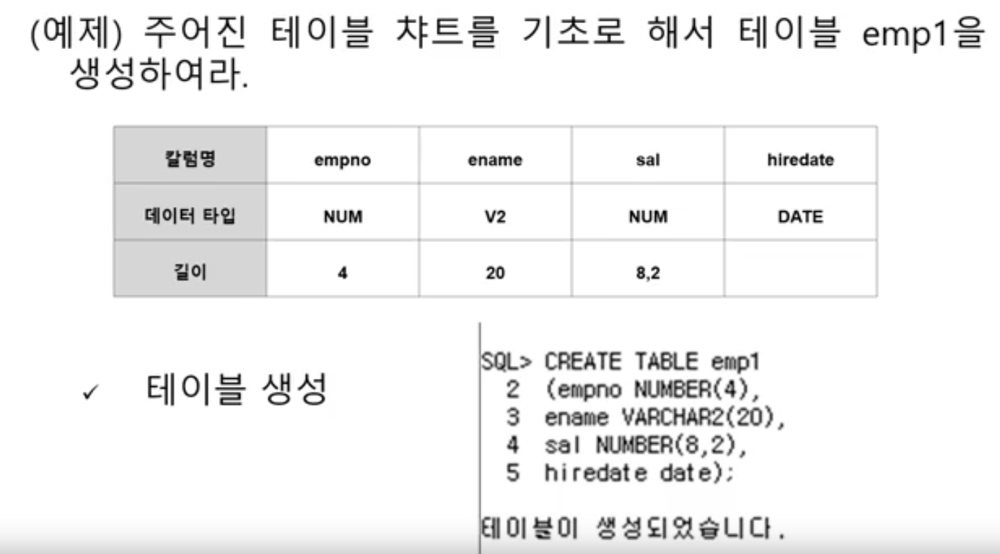 (예제) 주어진 테이블 챠트를 기초로 해서 테이블 emp1을
생성하여라.
칼럼명 empno ename sal hiredate
데이터 타입 NUM V2 NUM DATE
길이 4 20 8,2
✓ 테이블 생성
SQL> CREATE TABLE emp1
2 (empno NUMBER(4),
3 ename VARCHAR2(20),
4 sal NUMBER(8,2),
5 hiredate date);
테이블이 생성되었습니다.